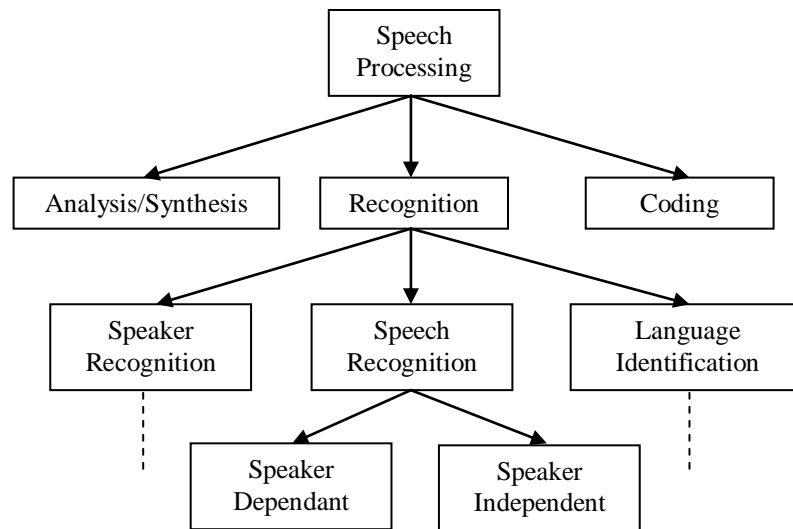 Speech
Processing
Analysis/Synthesis
Recognition
Coding
Speaker
Recognition
Speech
Recognition
Language
Identification
Speaker
Dependant
Speaker
Independent